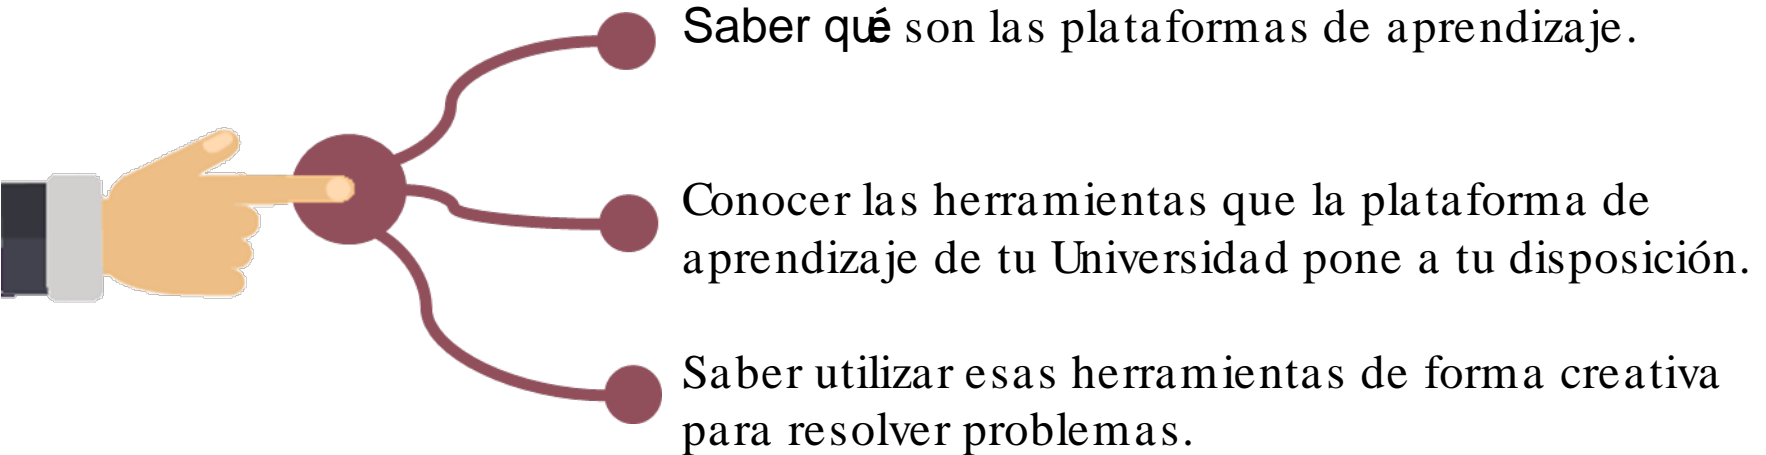 Saber qué son las plataformas de aprendizaje.
Conocer las herramientas que la plataforma de
aprendizaje de tu Universidad pone a tu disposición.
Saber utilizar esas herramientas de forma creativa
para resolver problemas.